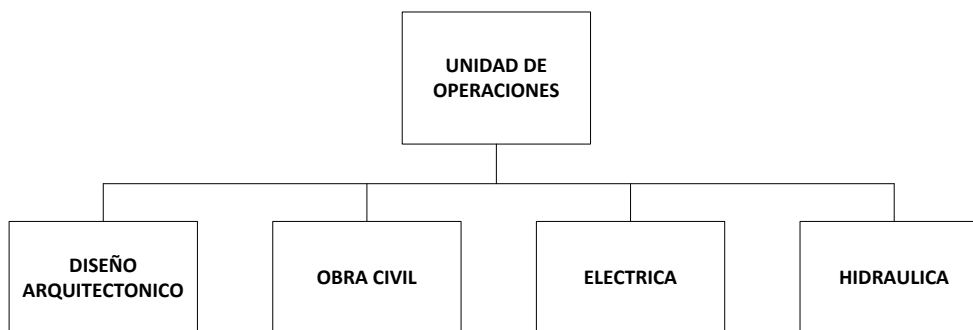 UNIDAD DE
OPERACIONES
DISEÑO
ARQUITECTONICO
OBRA CIVIL
ELECTRICA
HIDRAULICA